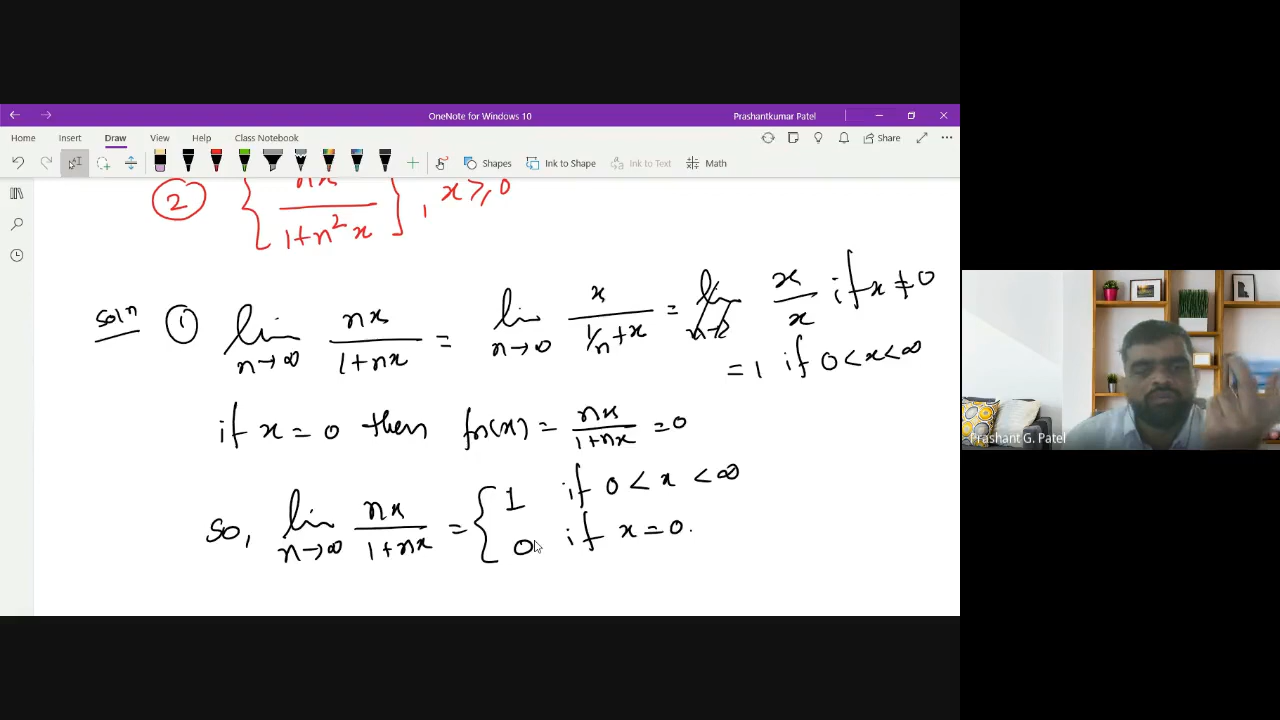 OneNote for Windows 10
Prashantkumar Patel
Home Insert Draw View Help Class Notebook
Share
Shapes Ink to Shape Ink to Text Math
② { nx / 1+n²x }, x ≥, 0
Solⁿ ① lim n→∞ nx / 1+nx = lim n→∞ x / 1/n + x = lim n→∞ x / x if x ≠ 0
= 1 if 0 < x < ∞
if x = 0 then fn(x) = nx / 1+nx = 0
So, lim n→∞ nx / 1+nx = { 1 if 0 < x < ∞
0 if x = 0.
Prashant G. Patel